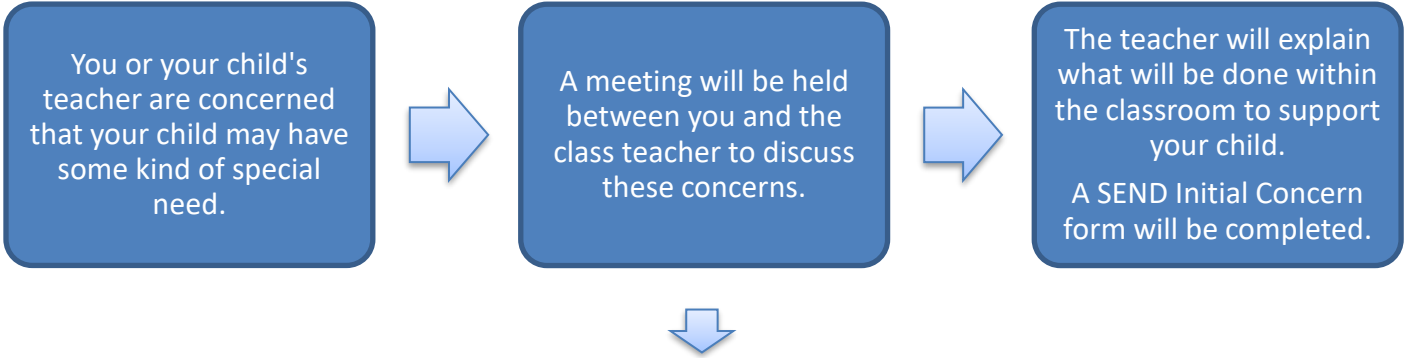 You or your child's
teacher are concerned
that your child may have
some kind of special
need.
A meeting will be held
between you and the
class teacher to discuss
these concerns.
The teacher will explain
what will be done within
the classroom to support
your child.
A SEND Initial Concern
form will be completed.